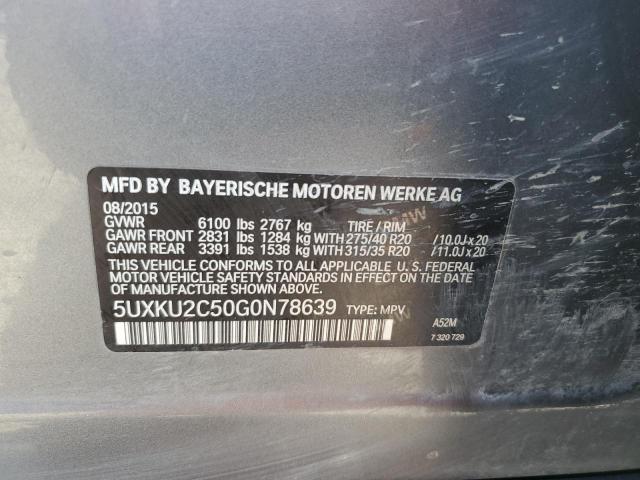 MFD BY BAYERISCHE MOTOREN WERKE AG
08/2015
GVWR 6100 lbs 2767 kg TIRE / RIM
GAWR FRONT 2831 lbs 1284 kg WITH 275/40 R20 /10.0J x 20
GAWR REAR 3391 lbs 1538 kg WITH 315/35 R20 /11.0J x 20
THIS VEHICLE CONFORMS TO ALL APPLICABLE U.S. FEDERAL
MOTOR VEHICLE SAFETY STANDARDS IN EFFECT ON THE DATE
OF MANUFACTURE SHOWN ABOVE.
5UXKU2C50G0N78639 TYPE: MPV
A52M
7 320 729